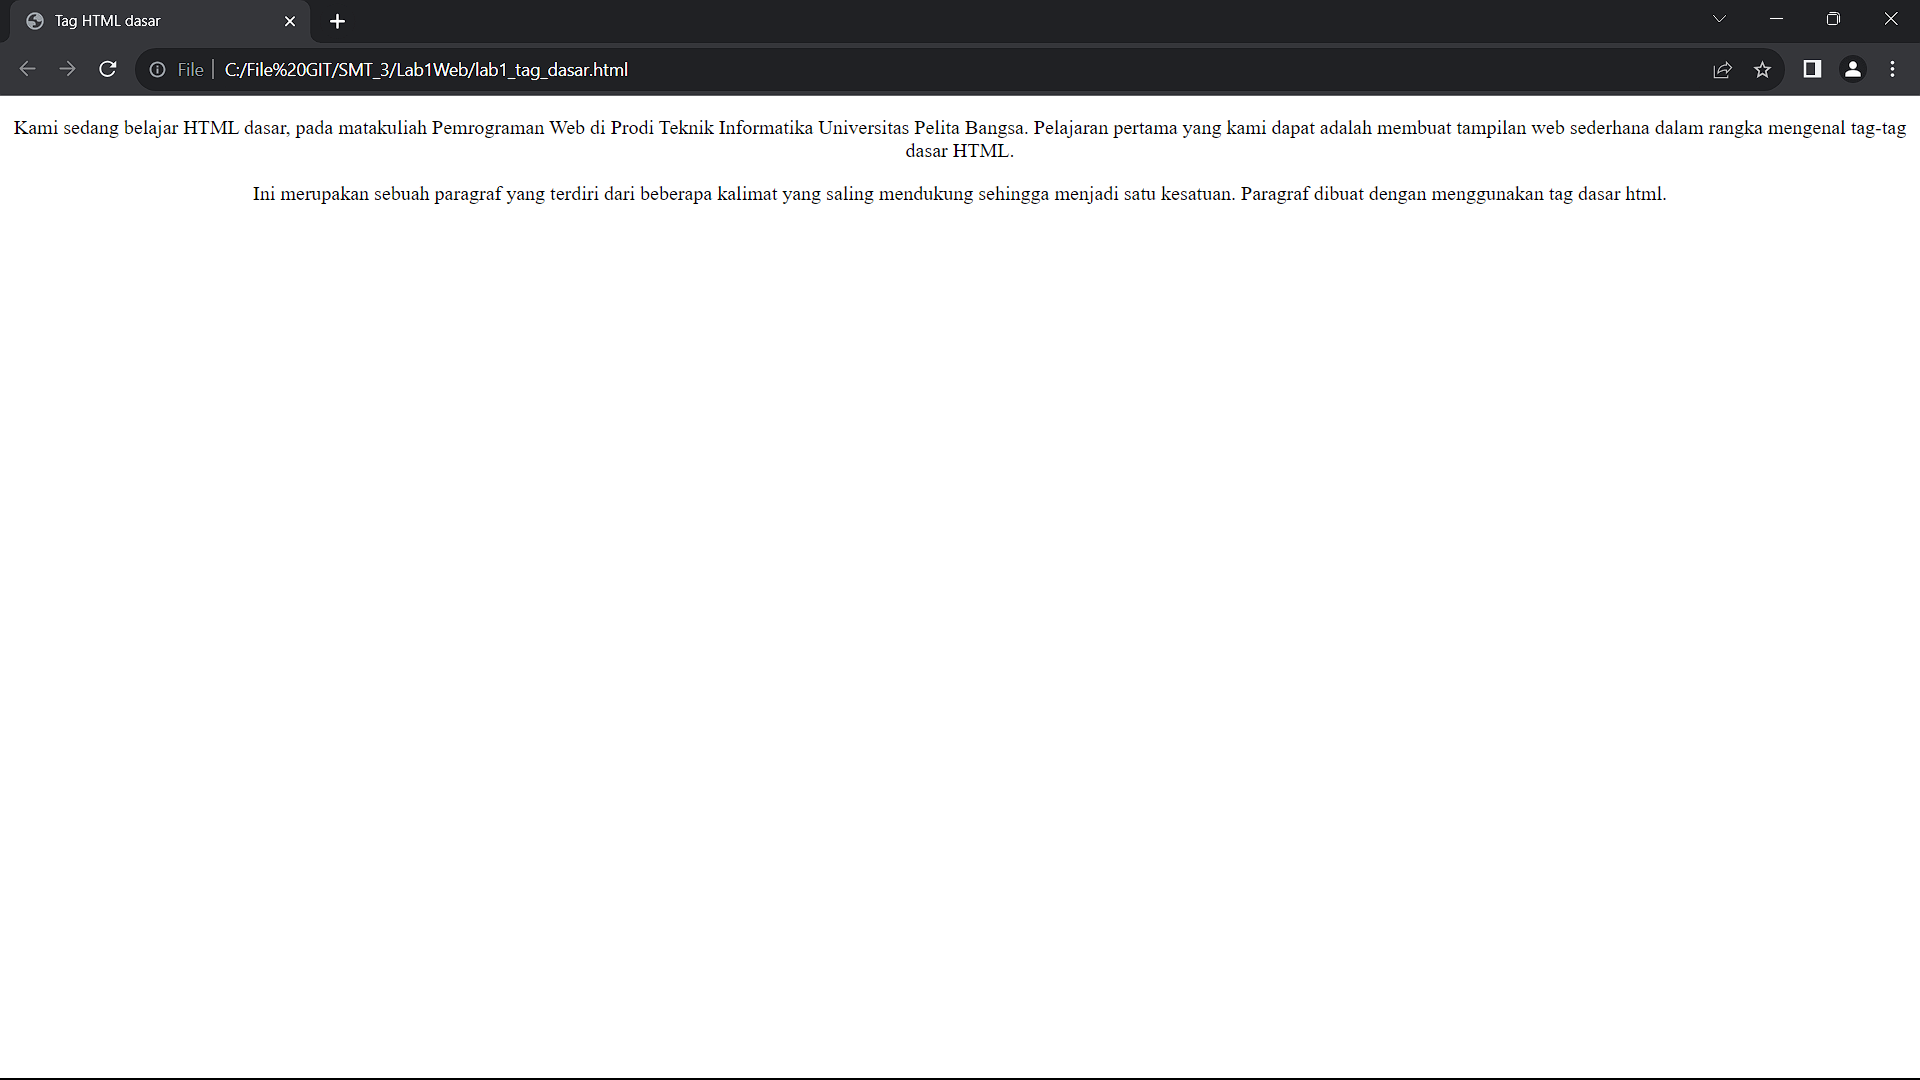 Tag HTML dasar
File C:/File%20GIT/SMT_3/Lab1Web/lab1_tag_dasar.html
Kami sedang belajar HTML dasar, pada matakuliah Pemrograman Web di Prodi Teknik Informatika Universitas Pelita Bangsa. Pelajaran pertama yang kami dapat adalah membuat tampilan web sederhana dalam rangka mengenal tag-tag
dasar HTML.
Ini merupakan sebuah paragraf yang terdiri dari beberapa kalimat yang saling mendukung sehingga menjadi satu kesatuan. Paragraf dibuat dengan menggunakan tag dasar html.